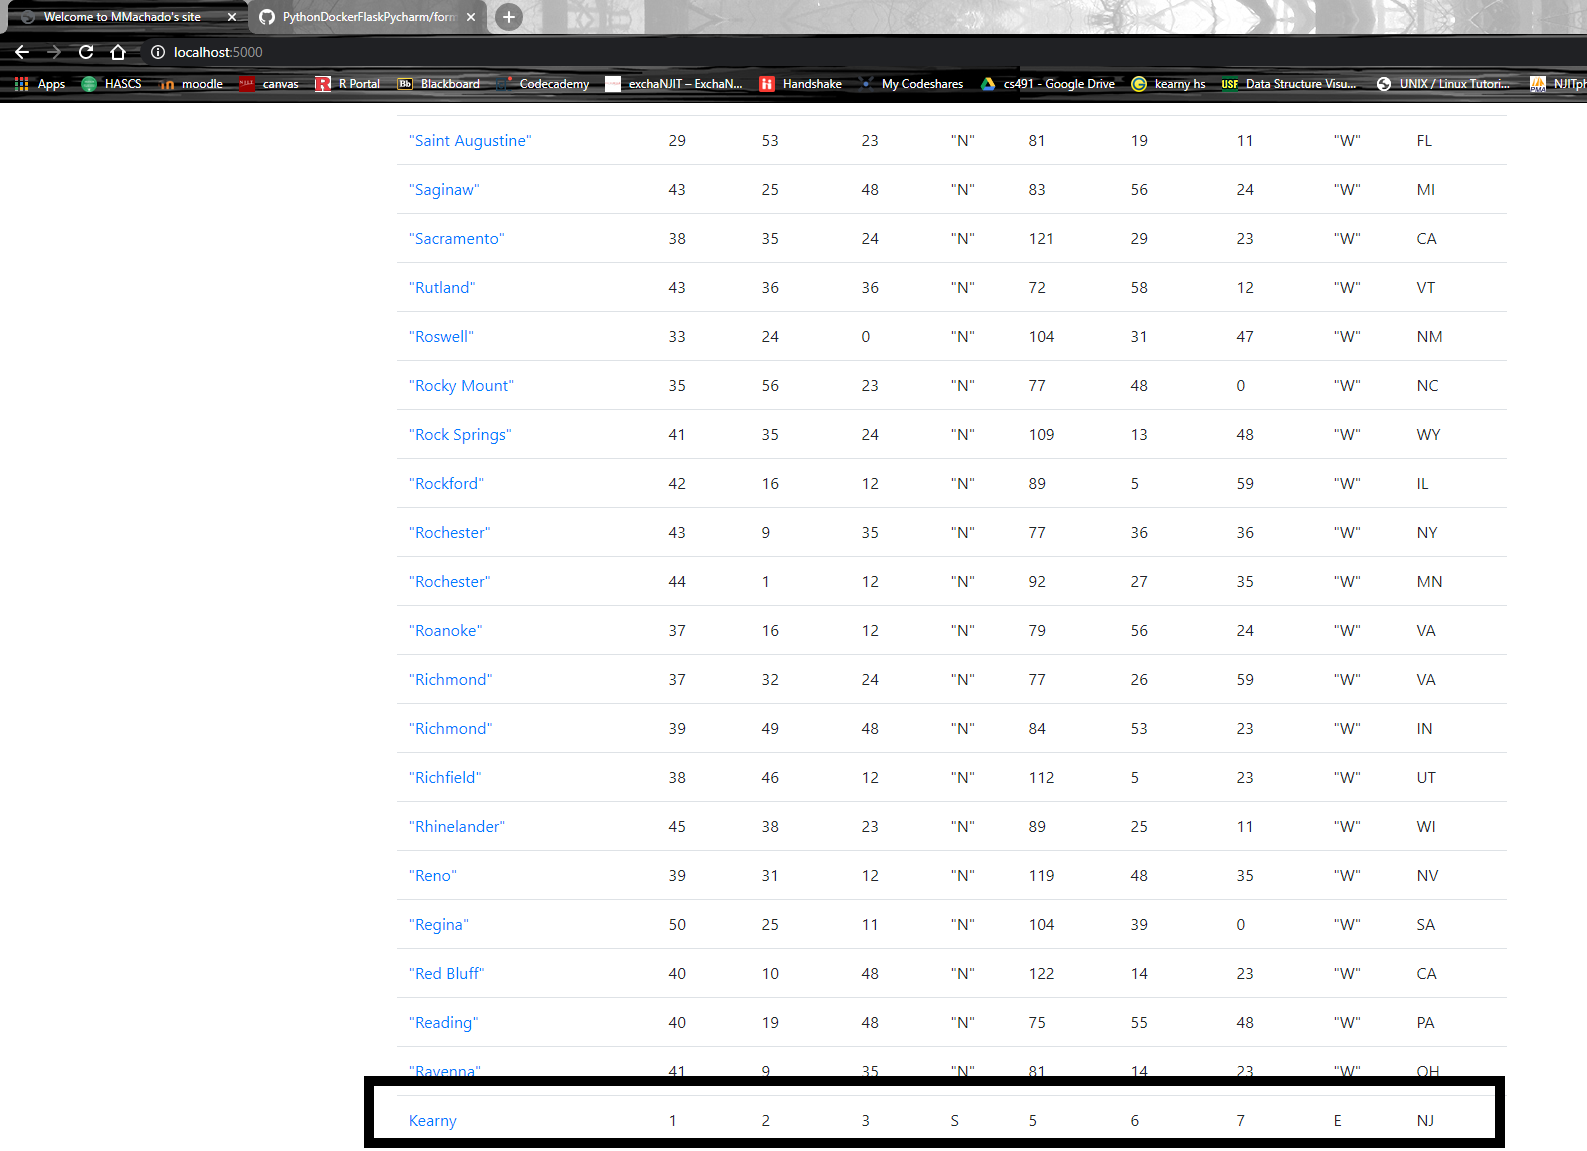 Welcome to MMachado's site PythonDockerFlaskPycharm/form
localhost:5000
Apps HASCS moodle canvas R Portal Bb Blackboard Codecademy exchaNJIT – ExchaN... Handshake My Codeshares cs491 - Google Drive kearny hs USF Data Structure Visu... UNIX / Linux Tutori... NJITph
"Saint Augustine" 29 53 23 "N" 81 19 11 "W" FL
"Saginaw" 43 25 48 "N" 83 56 24 "W" MI
"Sacramento" 38 35 24 "N" 121 29 23 "W" CA
"Rutland" 43 36 36 "N" 72 58 12 "W" VT
"Roswell" 33 24 0 "N" 104 31 47 "W" NM
"Rocky Mount" 35 56 23 "N" 77 48 0 "W" NC
"Rock Springs" 41 35 24 "N" 109 13 48 "W" WY
"Rockford" 42 16 12 "N" 89 5 59 "W" IL
"Rochester" 43 9 35 "N" 77 36 36 "W" NY
"Rochester" 44 1 12 "N" 92 27 35 "W" MN
"Roanoke" 37 16 12 "N" 79 56 24 "W" VA
"Richmond" 37 32 24 "N" 77 26 59 "W" VA
"Richmond" 39 49 48 "N" 84 53 23 "W" IN
"Richfield" 38 46 12 "N" 112 5 23 "W" UT
"Rhinelander" 45 38 23 "N" 89 25 11 "W" WI
"Reno" 39 31 12 "N" 119 48 35 "W" NV
"Regina" 50 25 11 "N" 104 39 0 "W" SA
"Red Bluff" 40 10 48 "N" 122 14 23 "W" CA
"Reading" 40 19 48 "N" 75 55 48 "W" PA
"Ravenna" 41 9 35 "N" 81 14 23 "W" OH
Kearny 1 2 3 S 5 6 7 E NJ